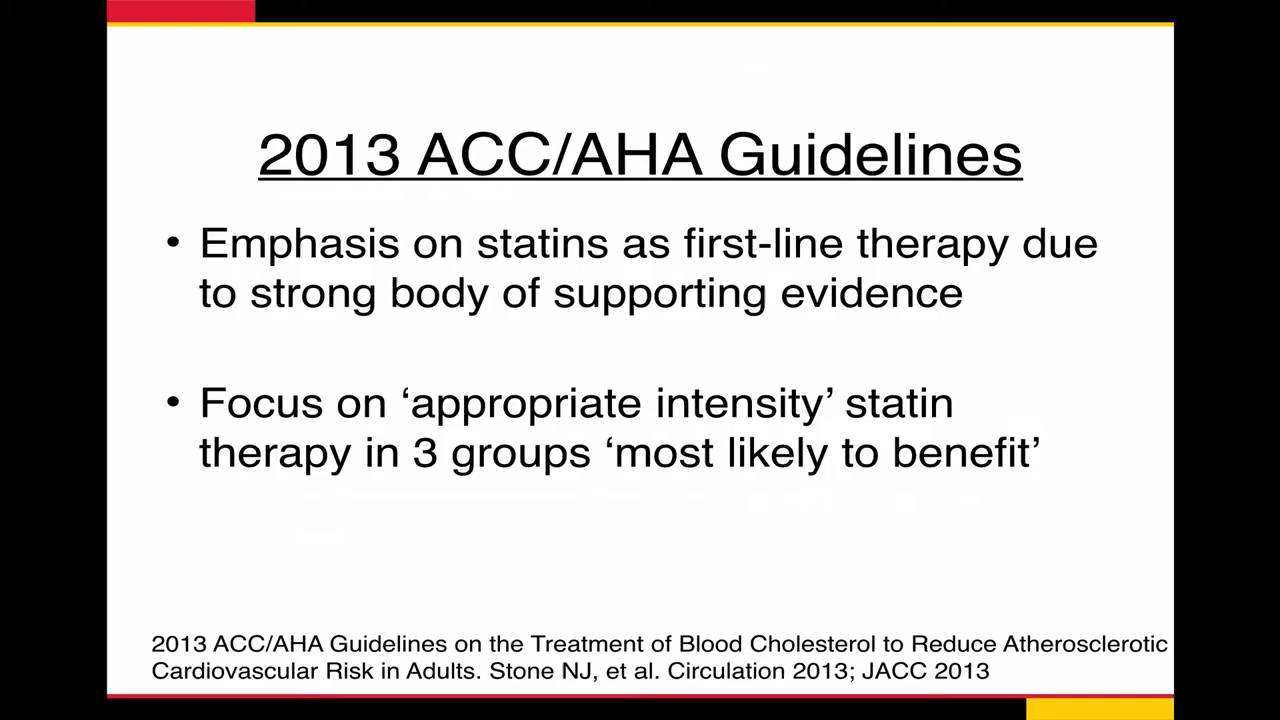 2013 ACC/AHA Guidelines
• Emphasis on statins as first-line therapy due
to strong body of supporting evidence
• Focus on ‘appropriate intensity’ statin
therapy in 3 groups ‘most likely to benefit’
2013 ACC/AHA Guidelines on the Treatment of Blood Cholesterol to Reduce Atherosclerotic
Cardiovascular Risk in Adults. Stone NJ, et al. Circulation 2013; JACC 2013